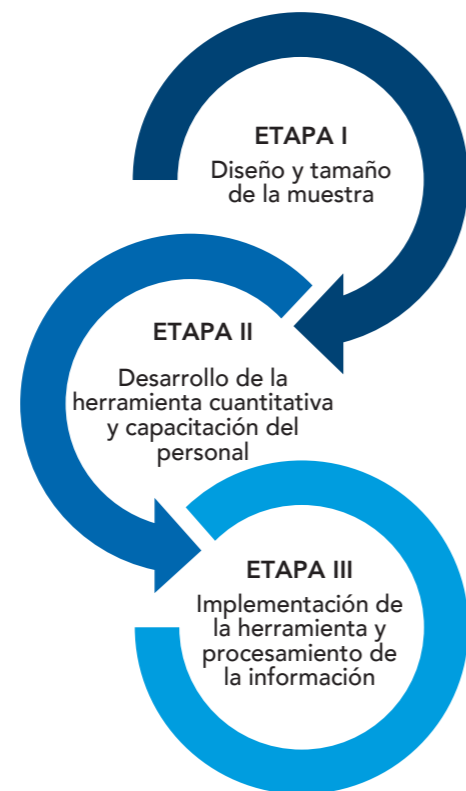 ETAPA I
Diseño y tamaño
de la muestra
ETAPA II
Desarrollo de la
herramienta cuantitativa
y capacitación del
personal
ETAPA III
Implementación de
la herramienta y
procesamiento de
la información